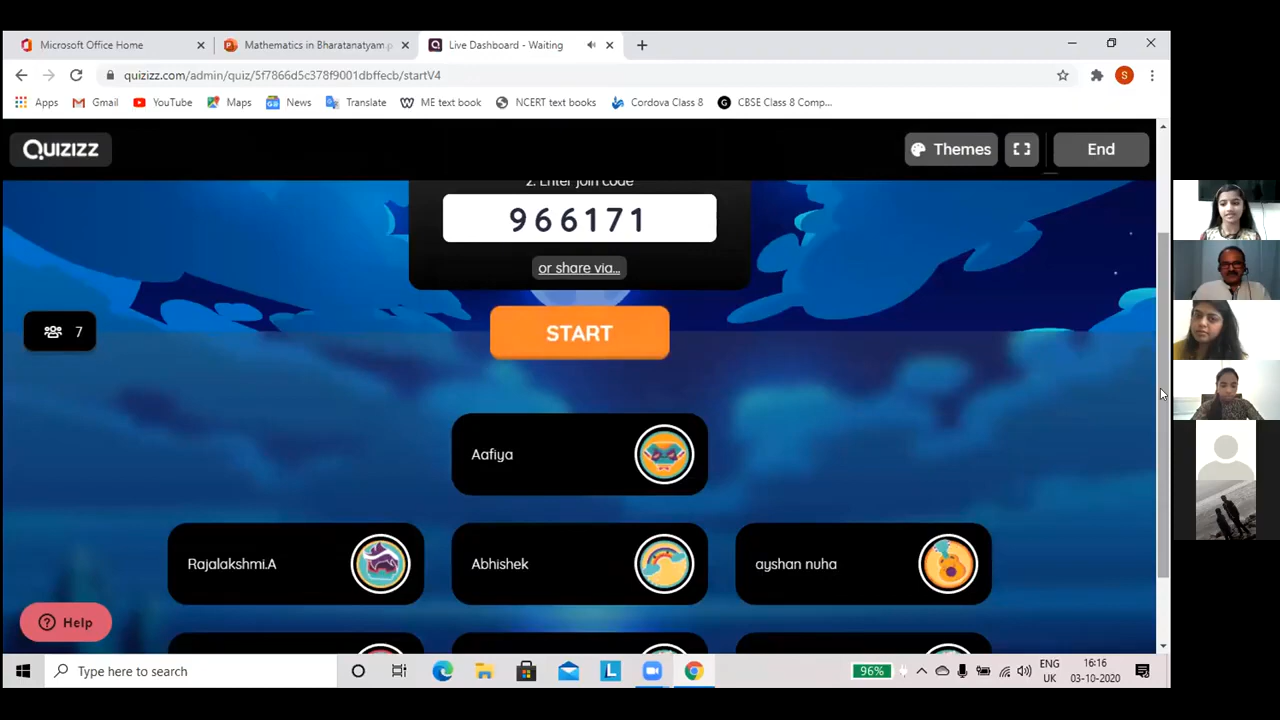 Microsoft Office Home
Mathematics in Bharatanatyam.p
Live Dashboard - Waiting
quizizz.com/admin/quiz/5f7866d5c378f9001dbffecb/startV4
S
Apps
Gmail
YouTube
Maps
News
Translate
ME text book
NCERT text books
Cordova Class 8
CBSE Class 8 Comp...
Quizizz
Themes
End
2. Enter join code
966171
or share via...
7
START
Aafiya
Rajalakshmi.A
Abhishek
ayshan nuha
Help
Type here to search
96%
ENG
UK
16:16
03-10-2020